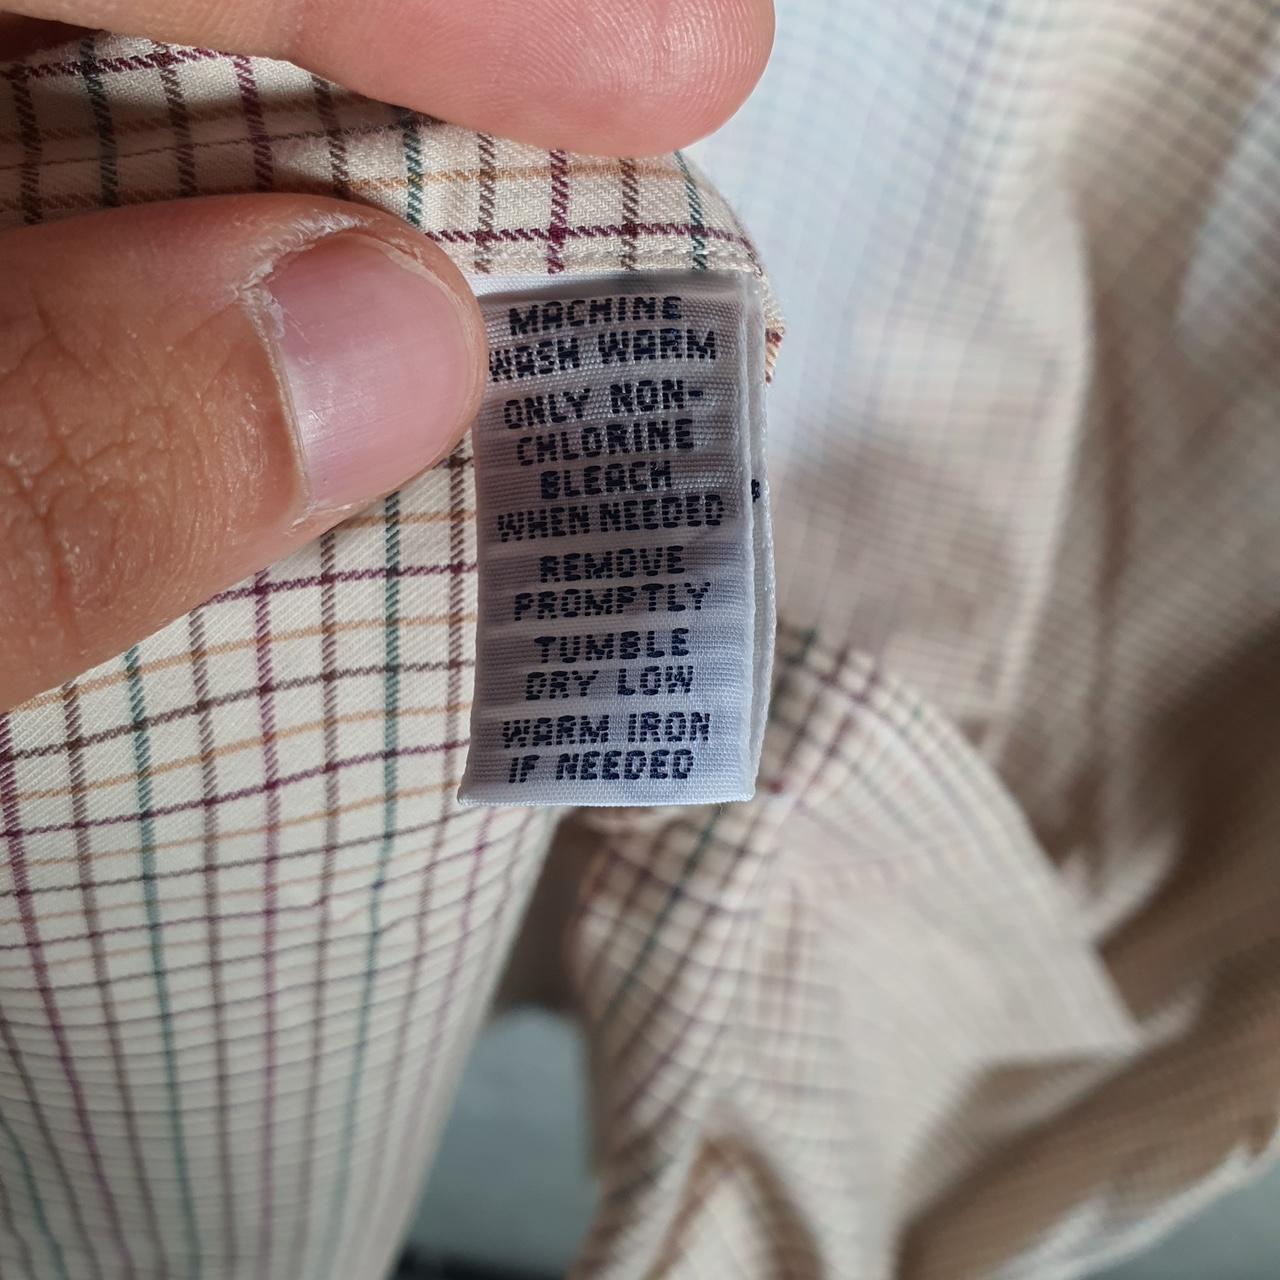 MACHINE
WASH WARM
ONLY NON-
CHLORINE
BLEACH
WHEN NEEDED
REMOVE
PROMPTLY
TUMBLE
DRY LOW
WARM IRON
IF NEEDED